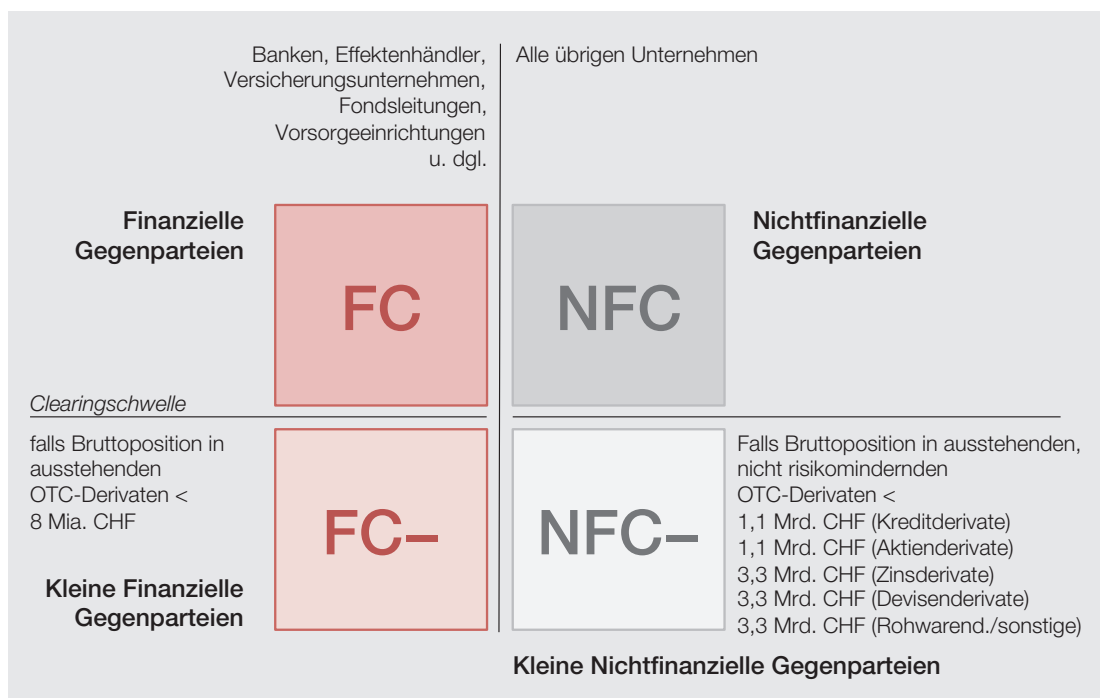 Banken, Effektenhändler,
Versicherungsunternehmen,
Fondsleitungen,
Vorsorgeeinrichtungen
u. dgl.
Alle übrigen Unternehmen
Finanzielle
Gegenparteien
FC
NFC
Nichtfinanzielle
Gegenparteien
Clearingschwelle
falls Bruttoposition in
ausstehenden
OTC-Derivaten <
8 Mia. CHF
Kleine Finanzielle
Gegenparteien
FC–
NFC–
Falls Bruttoposition in ausstehenden,
nicht risikomindernden
OTC-Derivaten <
1,1 Mrd. CHF (Kreditderivate)
1,1 Mrd. CHF (Aktienderivate)
3,3 Mrd. CHF (Zinsderivate)
3,3 Mrd. CHF (Devisenderivate)
3,3 Mrd. CHF (Rohwarend./sonstige)
Kleine Nichtfinanzielle Gegenparteien